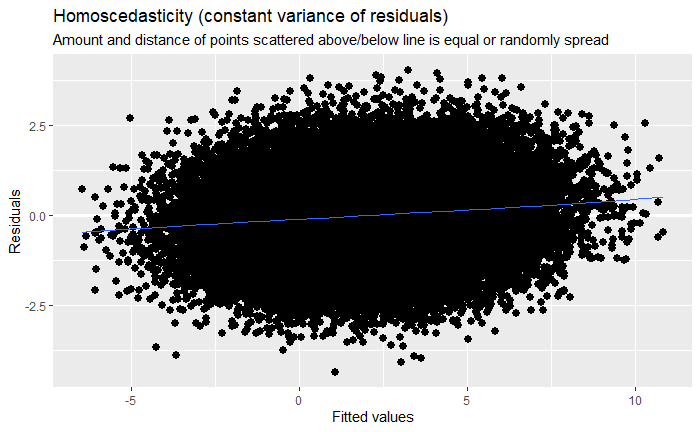 Homoscedasticity (constant variance of residuals)
Amount and distance of points scattered above/below line is equal or randomly spread
2.5
0.0
-2.5
Residuals
-5
0
5
10
Fitted values